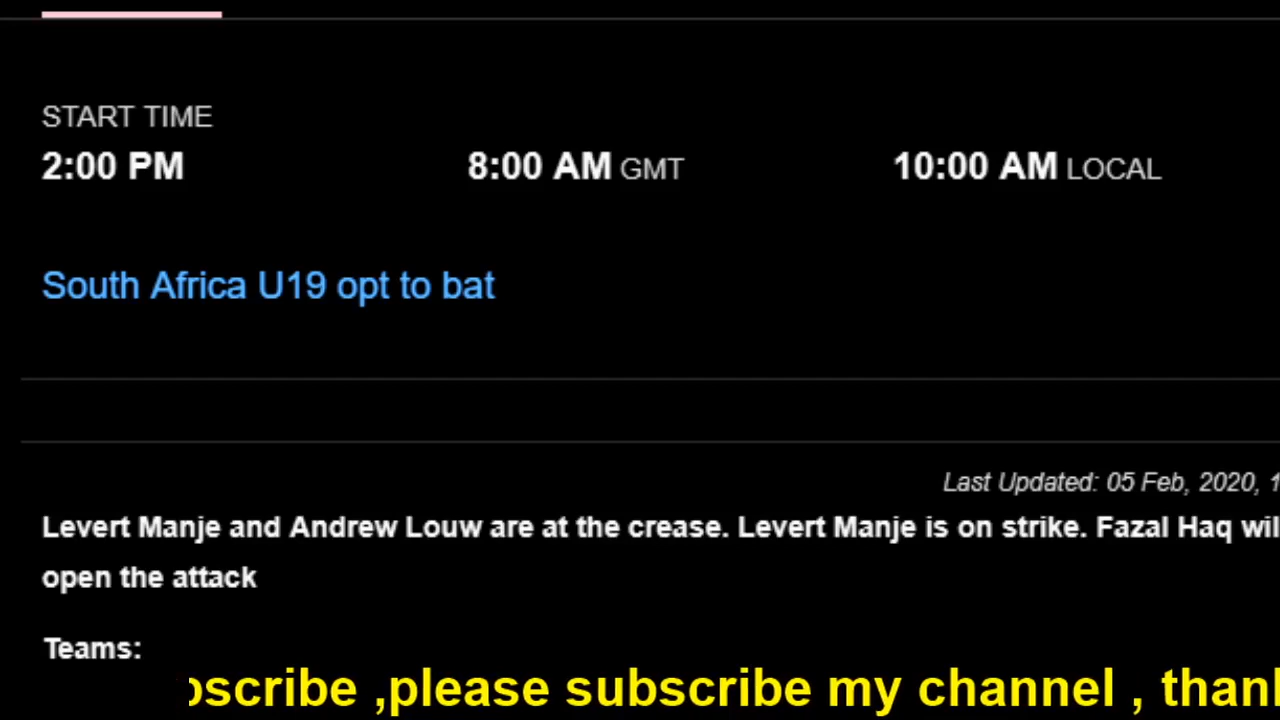 START TIME
2:00 PM 8:00 AM GMT 10:00 AM LOCAL
South Africa U19 opt to bat
Last Updated: 05 Feb, 2020,
Levert Manje and Andrew Louw are at the crease. Levert Manje is on strike. Fazal Haq
open the attack
Teams:
,please subscribe my channel ,